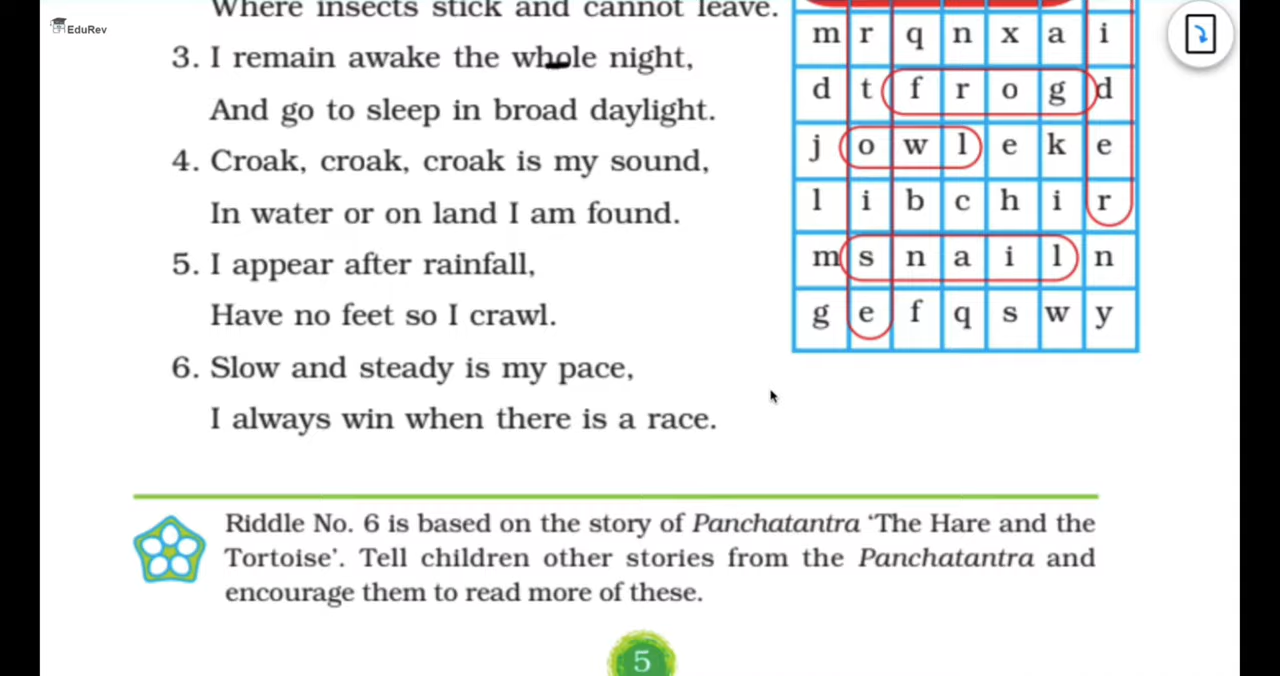 EduRev
Where insects stick and cannot leave.
3. I remain awake the whole night,
And go to sleep in broad daylight.
4. Croak, croak, croak is my sound,
In water or on land I am found.
5. I appear after rainfall,
Have no feet so I crawl.
6. Slow and steady is my pace,
I always win when there is a race.
m r q n x a i
d t f r o g d
j o w l e k e
l i b c h i r
m s n a i l n
g e f q s w y
Riddle No. 6 is based on the story of Panchatantra ‘The Hare and the
Tortoise’. Tell children other stories from the Panchatantra and
encourage them to read more of these.
5